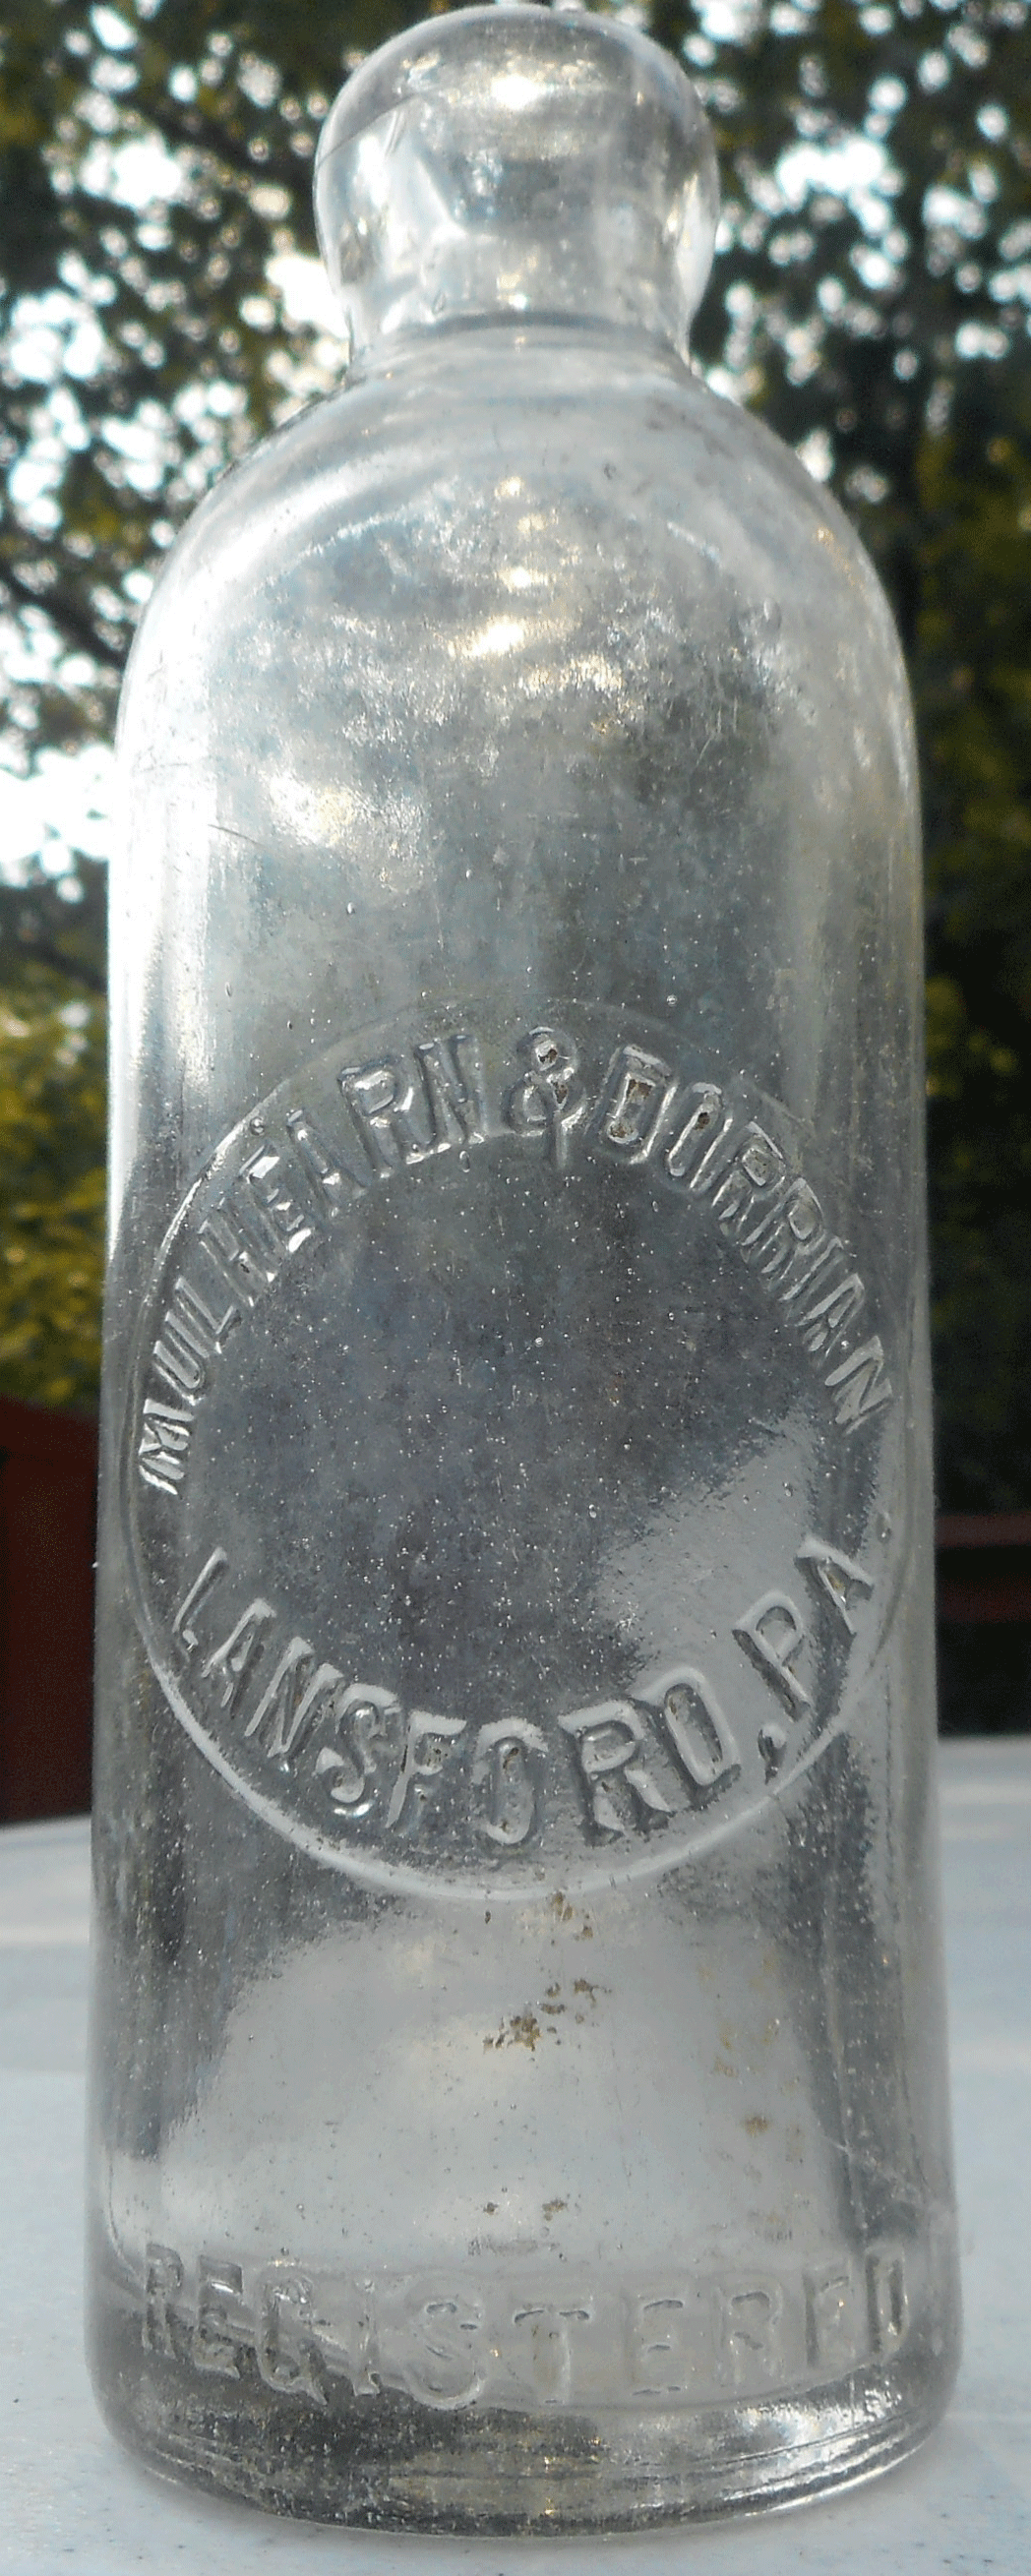 MULHEARN & DORRIAN
LANSFORD, PA.
REGISTERED